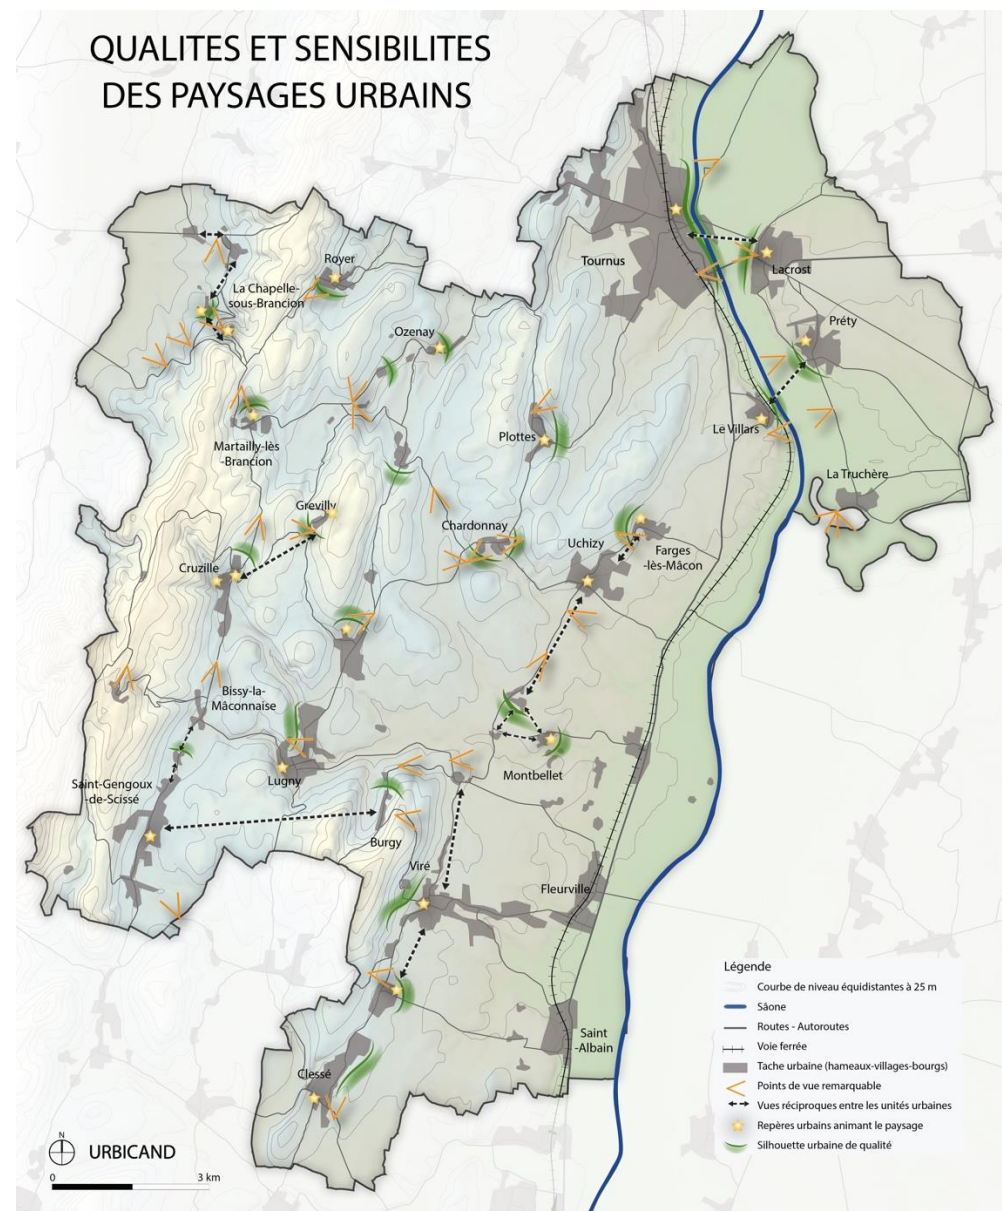 QUALITES ET SENSIBILITES
DES PAYSAGES URBAINS
Royer
La Chapelle-
sous-Brancion
Tournus
Lacrost
Ozenay
Préty
Martailly-lès
-Brancion
Plottes
Le Villars
La Truchère
Grevilly
Chardonnay
Uchizy
Farges
-lès-Mâcon
Cruzille
Bissy-la-
Mâconnaise
Saint-Gengoux
-de-Scissé
Lugny
Montbellet
Burgy
Viré
Fleurville
Saint
-Albain
Clessé
Légende
Courbe de niveau équidistantes à 25 m
Sâone
Routes - Autoroutes
Voie ferrée
Tache urbaine (hameaux-villages-bourgs)
Points de vue remarquable
Vues réciproques entre les unités urbaines
Repères urbains animant le paysage
Silhouette urbaine de qualité
N
URBICAND
0 3 km